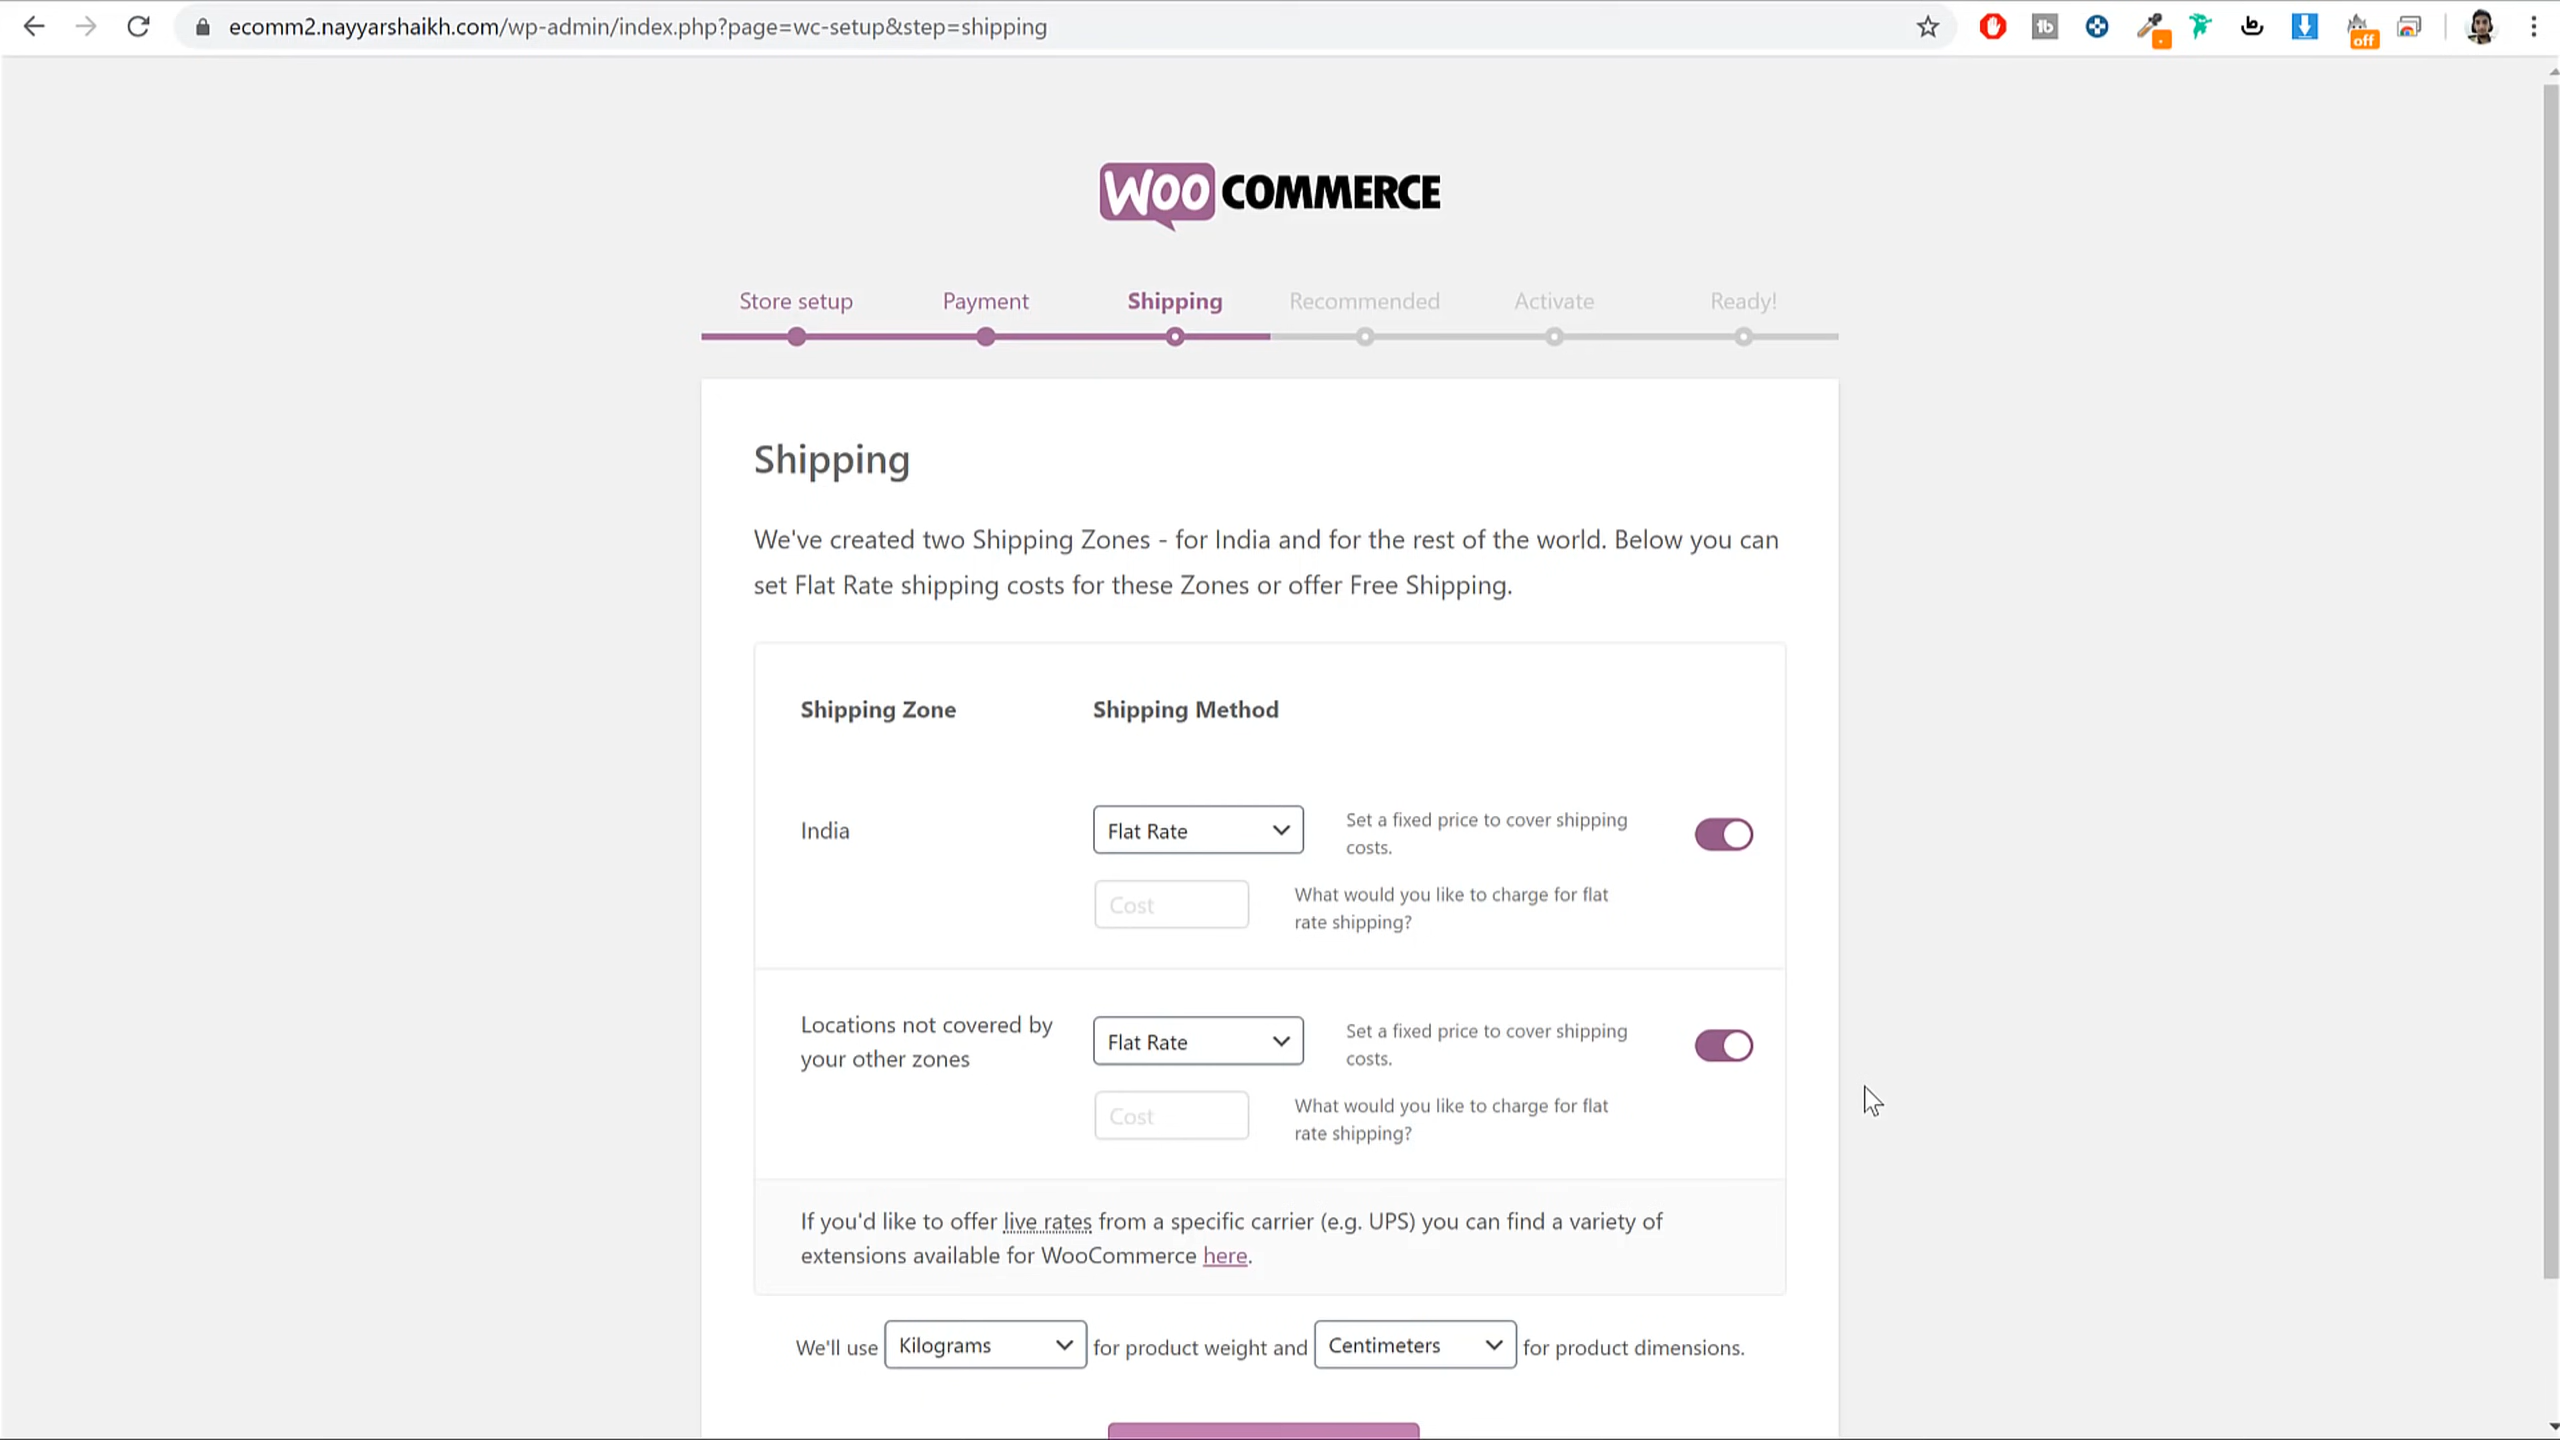 ecomm2.nayyarshaikh.com/wp-admin/index.php?page=wc-setup&step=shipping
off
WOO COMMERCE
Store setup Payment Shipping Recommended Activate Ready!
Shipping
We've created two Shipping Zones - for India and for the rest of the world. Below you can
set Flat Rate shipping costs for these Zones or offer Free Shipping.
Shipping Zone Shipping Method
India Flat Rate Set a fixed price to cover shipping
costs.
Cost What would you like to charge for flat
rate shipping?
Locations not covered by
your other zones
Flat Rate Set a fixed price to cover shipping
costs.
Cost What would you like to charge for flat
rate shipping?
If you'd like to offer live rates from a specific carrier (e.g. UPS) you can find a variety of
extensions available for WooCommerce here.
We'll use Kilograms for product weight and Centimeters for product dimensions.